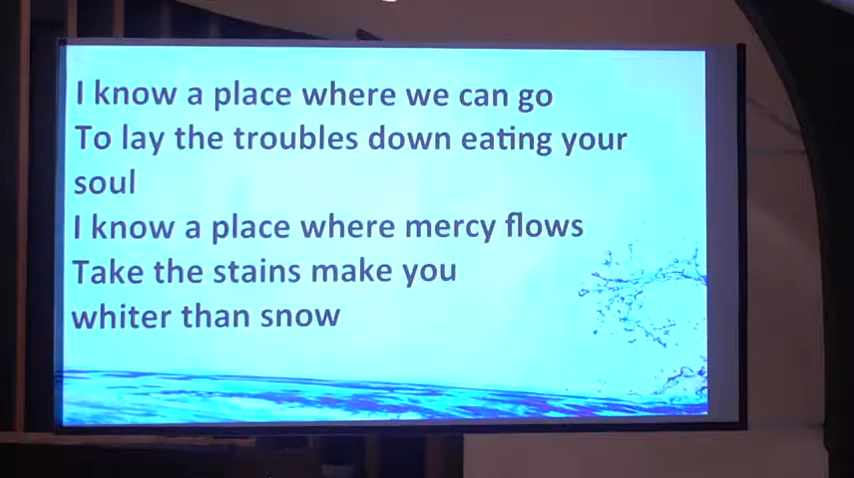 I know a place where we can go
To lay the troubles down eating your
soul
I know a place where mercy flows
Take the stains make you
whiter than snow